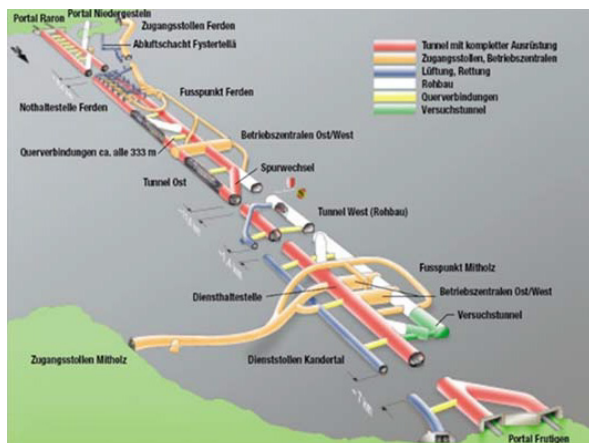 Portal Raron
Portal Niedergesteln
Zugangsstollen Ferden
Abluftschacht Fystertellä
Nothaltestelle Ferden
Fusspunkt Ferden
Querverbindungen ca. alle 333 m
Betriebszentralen Ost/West
Tunnel Ost
Spurwechsel
Tunnel West (Rohbau)
Fusspunkt Mitholz
Diensthaltestelle
Betriebszentralen Ost/West
Versuchstunnel
Zugangsstollen Mitholz
Dienststollen Kandertal
Portal Frutigen
Tunnel mit kompletter Ausrüstung
Zugangsstollen, Betriebszentralen
Lüftung, Rettung
Rohbau
Querverbindungen
Versuchstunnel